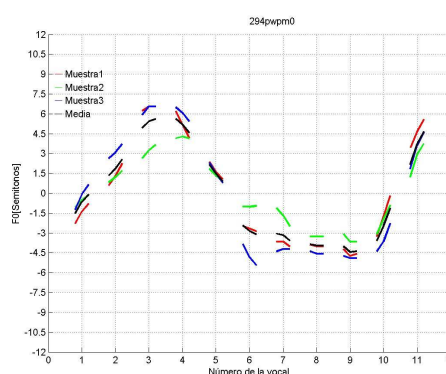 294pwpm0
12
10.5
9
7.5
6
4.5
3
1.5
0
-1.5
-3
-4.5
-6
-7.5
-9
-10.5
-12
F0[Semitonos]
Muestra1
Muestra2
Muestra3
Media
0 1 2 3 4 5 6 7 8 9 10 11
Número de la vocal